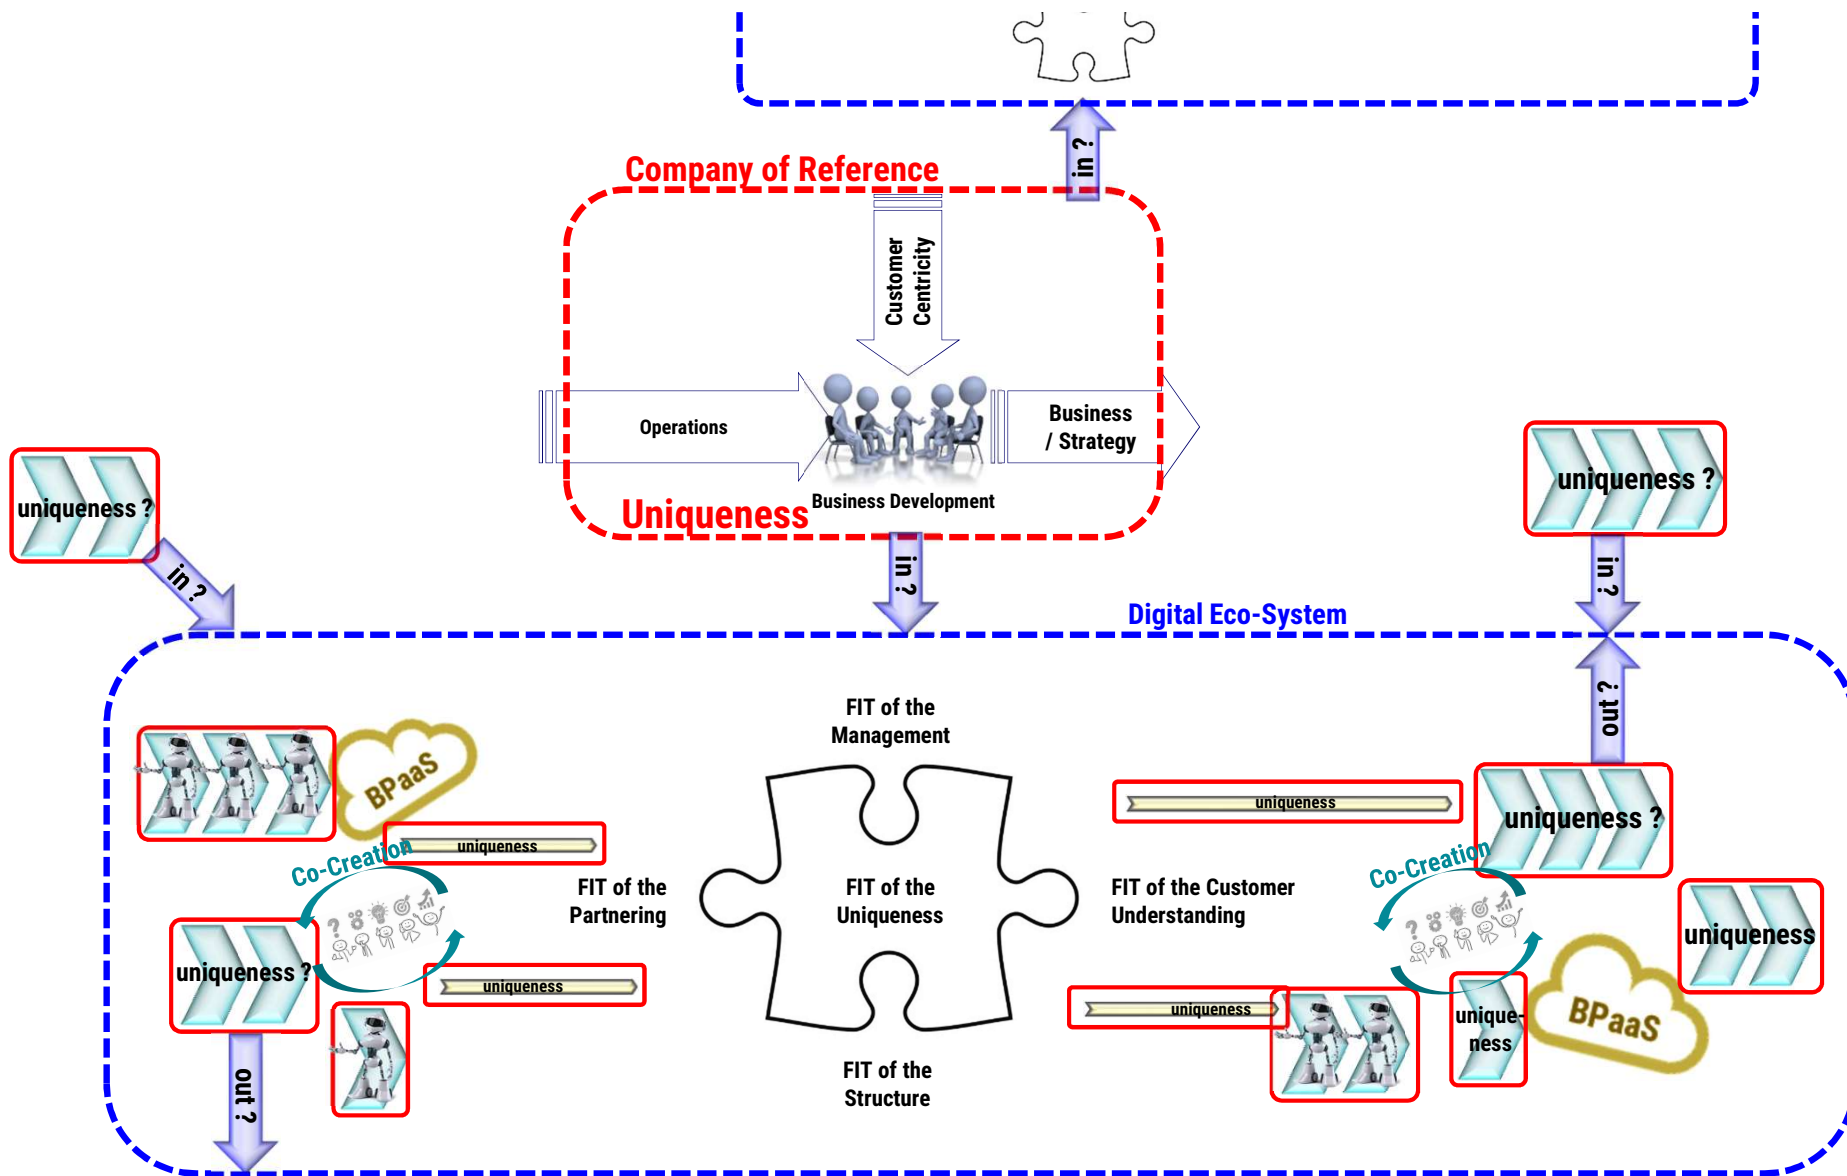 in ?
Company of Reference
Customer
Centricity
Operations
Business
/ Strategy
Business Development
Uniqueness
uniqueness ?
in ?
in ?
uniqueness ?
in ?
Digital Eco-System
out ?
FIT of the
Management
BPaaS
uniqueness
Co-Creation
uniqueness ?
uniqueness
out ?
FIT of the
Partnering
FIT of the
Uniqueness
FIT of the Customer
Understanding
FIT of the
Structure
uniqueness
uniqueness ?
Co-Creation
uniqueness
uniqueness
unique-
ness
BPaaS